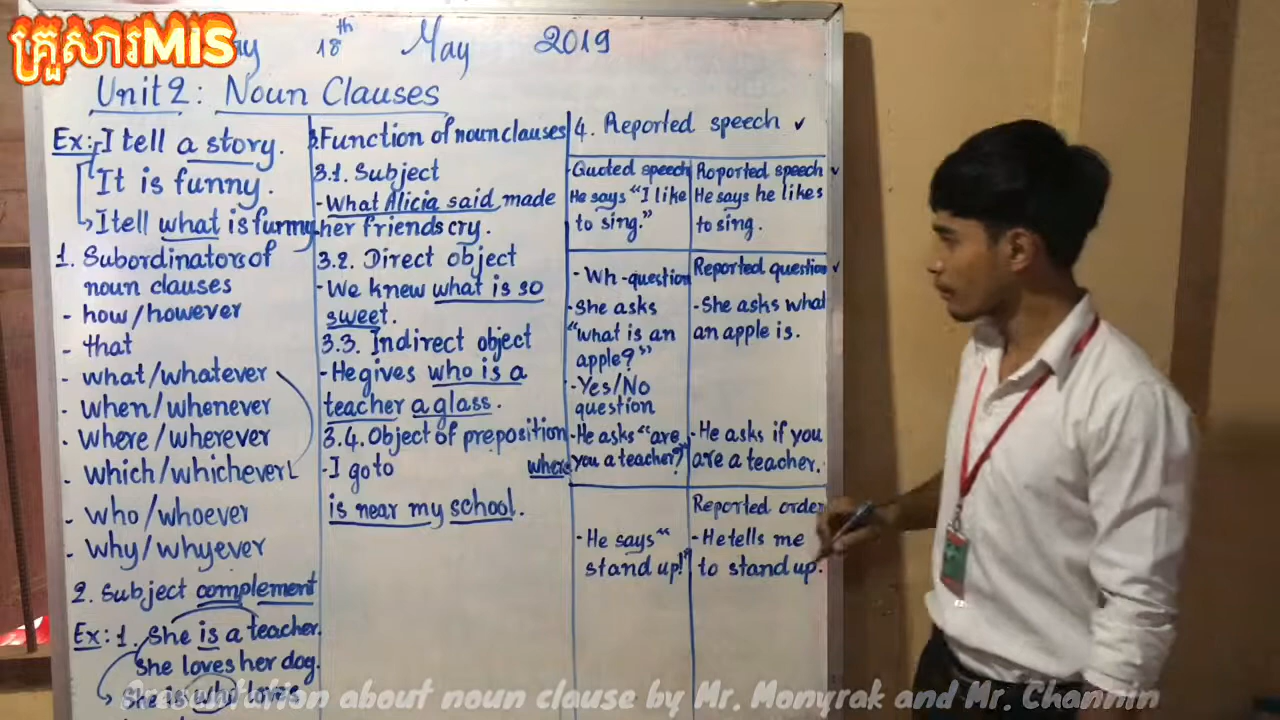 គ្រួសារMIS
18th May 2019
Unit 2: Noun Clauses
Ex: I tell a story.
It is funny.
I tell what is funny.
1. Subordinators of
noun clauses
- how/however
- that
- what/whatever
- when/whenever
- where/wherever
- which/whichever
- who/whoever
- why/whyever
2. Subject complement
Ex: 1. She is a teacher.
She loves her dog.
She is who loves
3. Function of noun clauses
3.1. Subject
- What Alicia said made
her friends cry.
3.2. Direct object
- We knew what is so
sweet.
3.3. Indirect object
- He gives who is a
teacher a glass.
3.4. Object of preposition
- I go to where
is near my school.
4. Reported speech ✓
- Quoted speech
He says "I like
to sing."
Roported speech ✓
He says he likes
to sing.
- Wh-question
- She asks
"what is an
apple?"
- Yes/No
question
- He asks "are
you a teacher?"
Reported question ✓
- She asks what
an apple is.
- He asks if you
are a teacher.
- He says "
stand up!"
Reported order
- He tells me
to stand up.
Presentation about noun clause by Mr. Monyrak and Mr. Channin